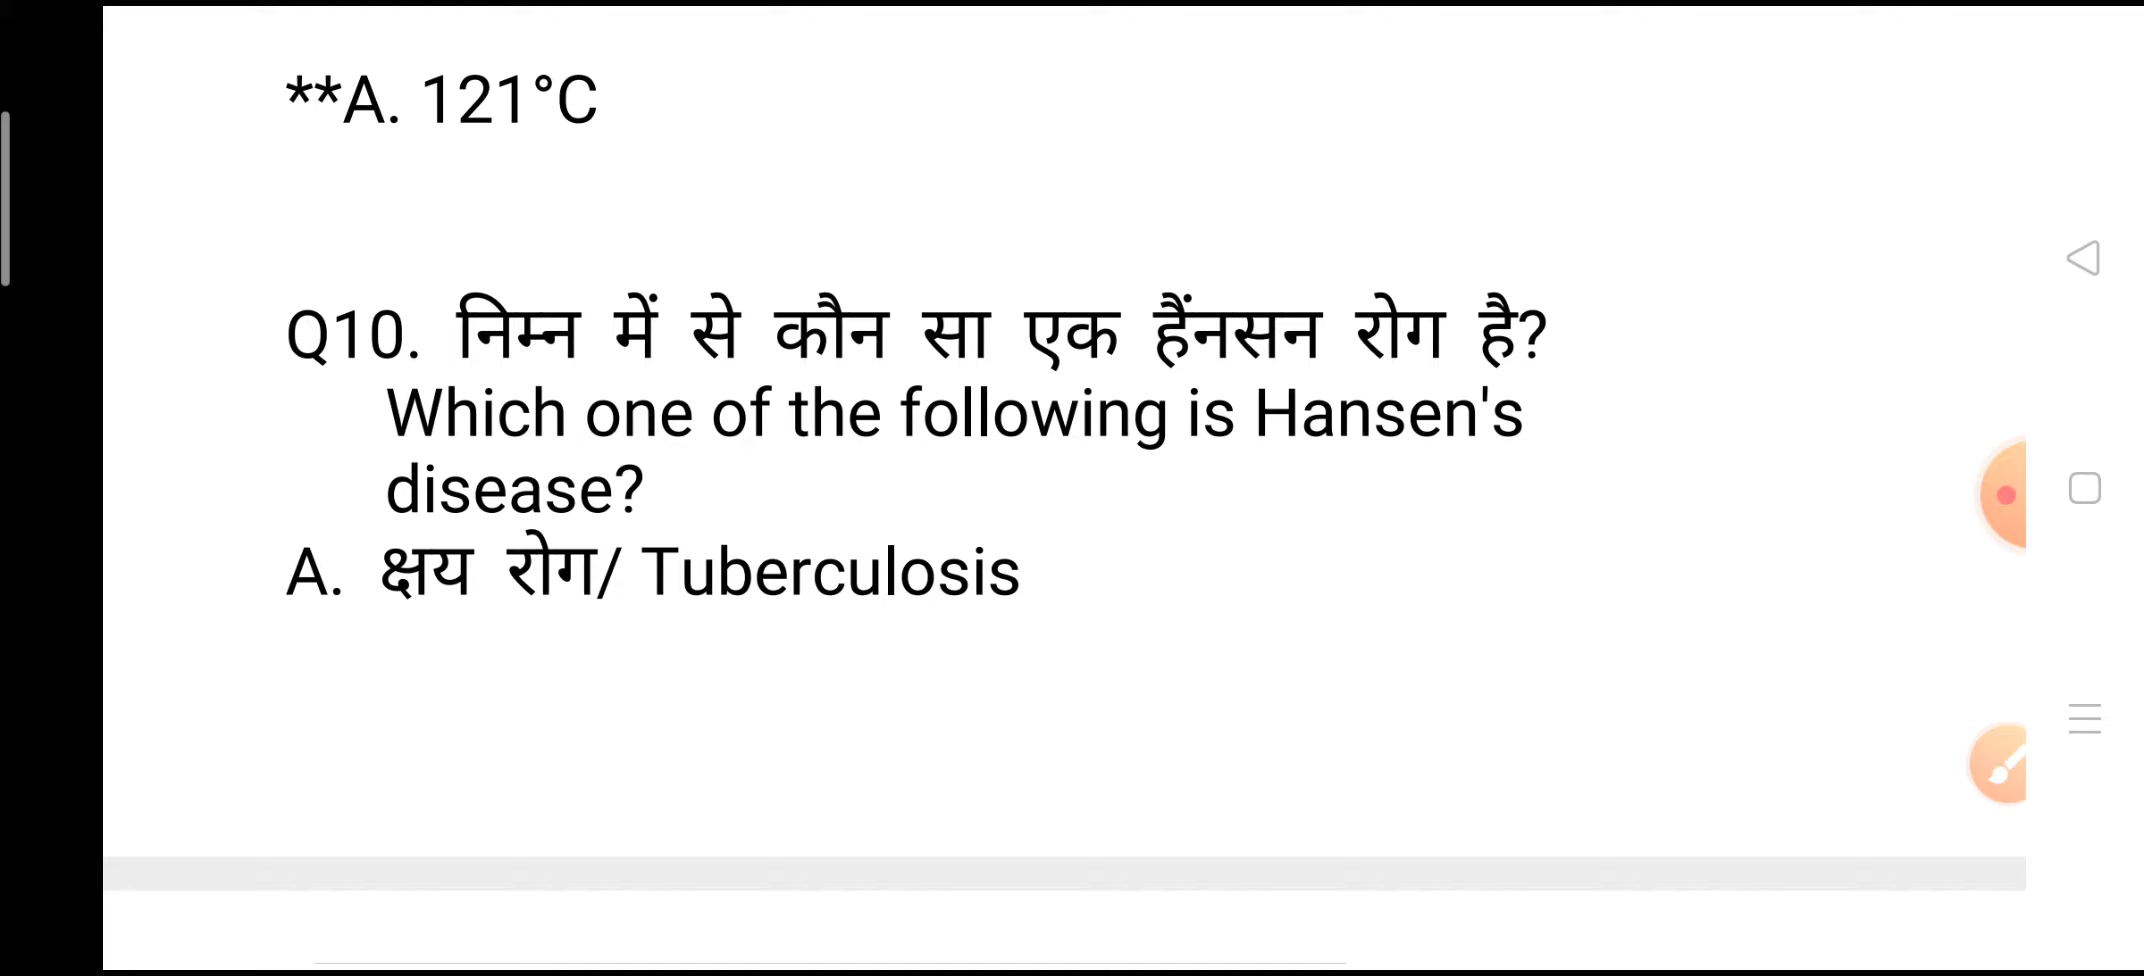 **A. 121°C
Q10. निम्न में से कौन सा एक हैंनसन रोग है?
Which one of the following is Hansen's
disease?
A. क्षय रोग/ Tuberculosis